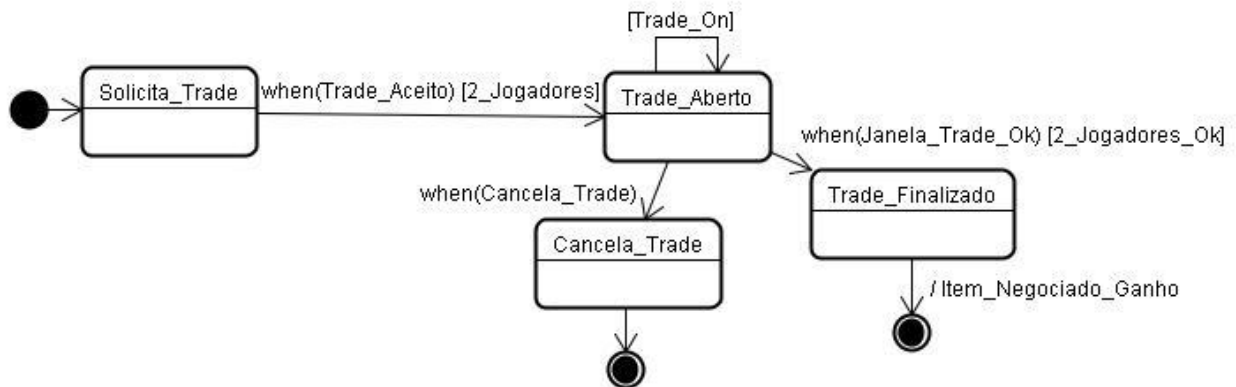 [Trade_On]
Solicita_Trade
when(Trade_Aceito) [2_Jogadores]
Trade_Aberto
when(Janela_Trade_Ok) [2_Jogadores_Ok]
when(Cancela_Trade)
Trade_Finalizado
Cancela_Trade
/ Item_Negociado_Ganho